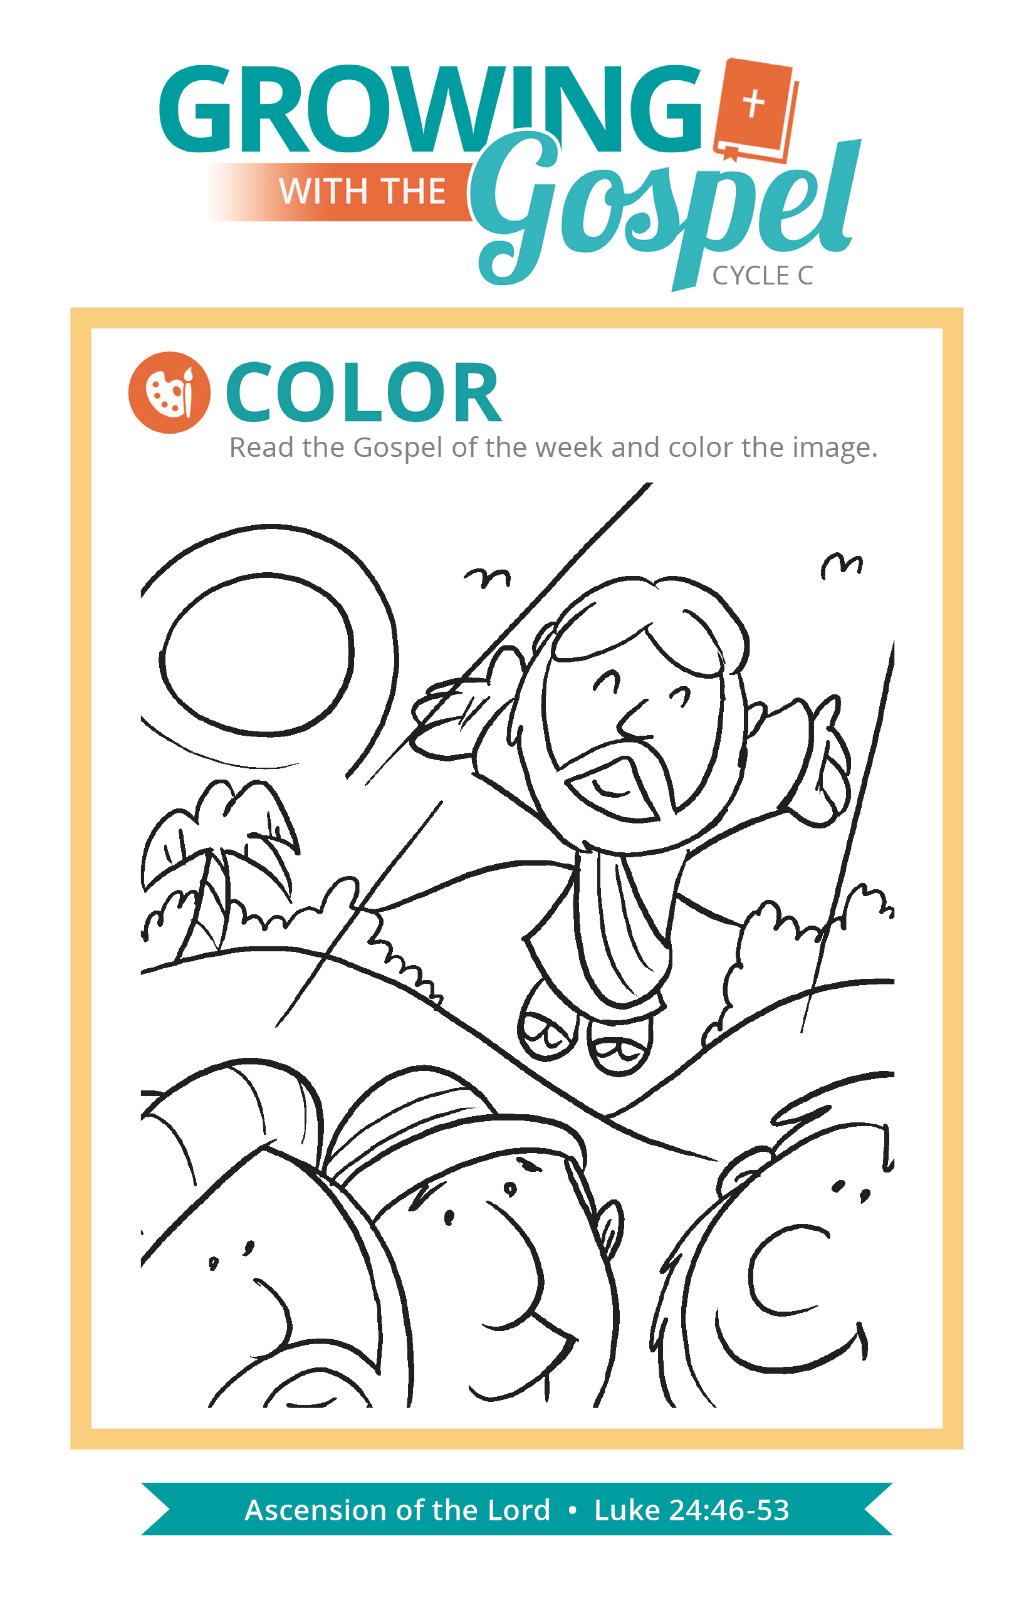 GROWING
WITH THE Gospel
CYCLE C
COLOR
Read the Gospel of the week and color the image.
Ascension of the Lord • Luke 24:46-53